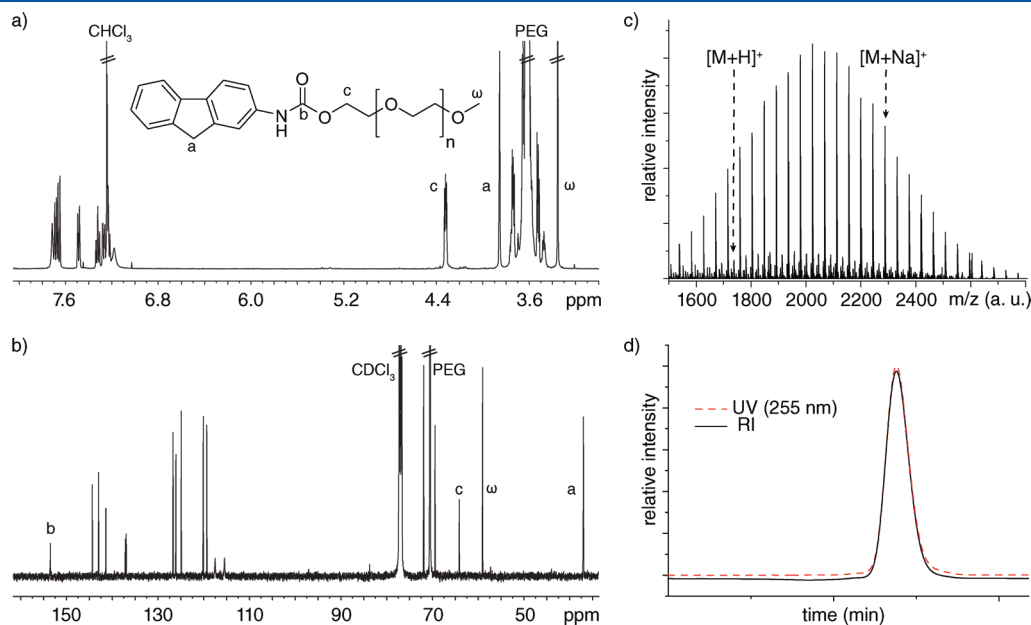 a)
CHCl3
PEG
O
N
H
b
O
c
O
n
O
ω
a
c
a
ω
7.6
6.8
6.0
5.2
4.4
3.6
ppm
b)
CDCl3
PEG
b
c
ω
a
150
130
110
90
70
50
ppm
c)
[M+H]+
[M+Na]+
relative intensity
1600
1800
2000
2200
2400
m/z (a. u.)
d)
UV (255 nm)
RI
relative intensity
time (min)